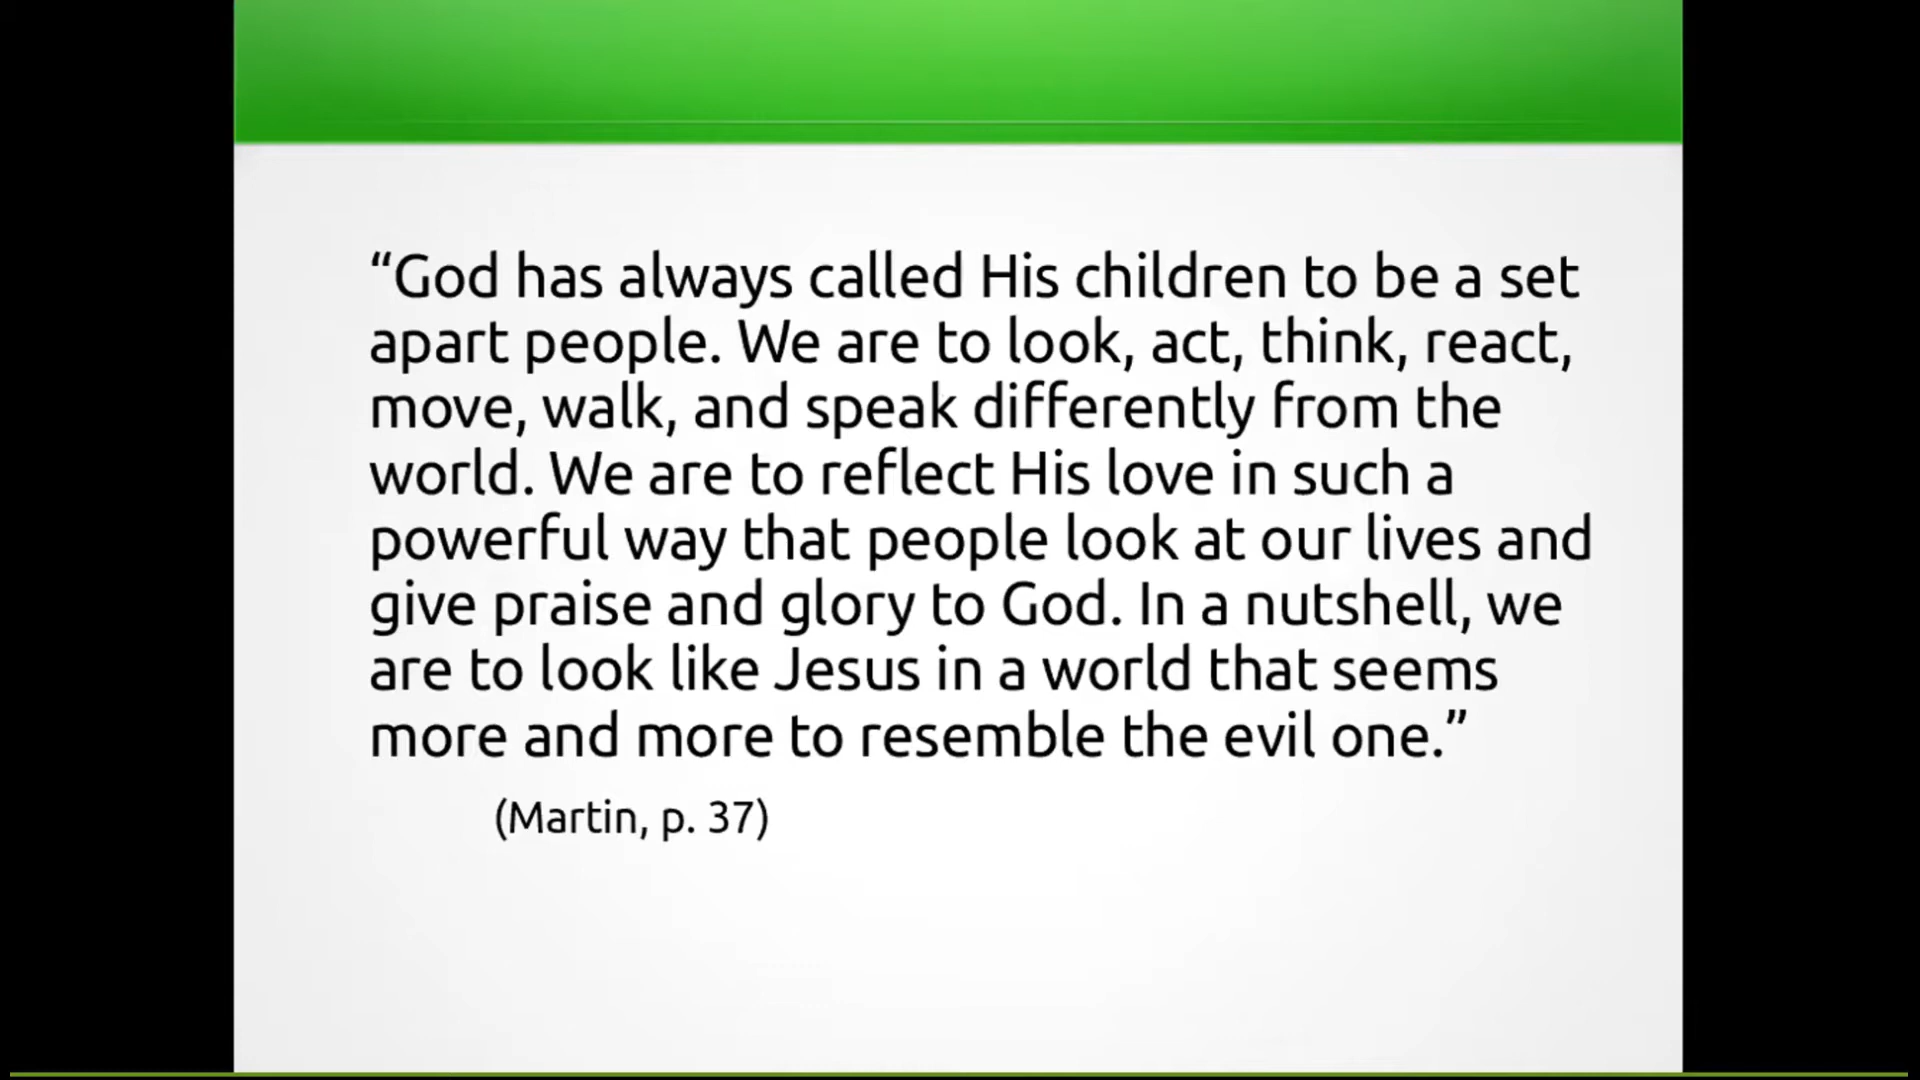 “God has always called His children to be a set
apart people. We are to look, act, think, react,
move, walk, and speak differently from the
world. We are to reflect His love in such a
powerful way that people look at our lives and
give praise and glory to God. In a nutshell, we
are to look like Jesus in a world that seems
more and more to resemble the evil one.”
(Martin, p. 37)